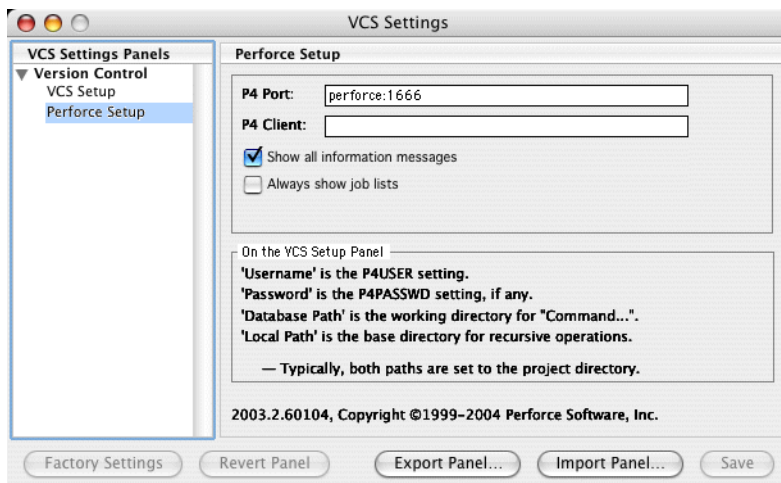 VCS Settings
VCS Settings Panels
Version Control
VCS Setup
Perforce Setup
Perforce Setup
P4 Port: perforce:1666
P4 Client:
Show all information messages
Always show job lists
On the VCS Setup Panel
'Username' is the P4USER setting.
'Password' is the P4PASSWD setting, if any.
'Database Path' is the working directory for "Command...".
'Local Path' is the base directory for recursive operations.
— Typically, both paths are set to the project directory.
2003.2.60104, Copyright ©1999-2004 Perforce Software, Inc.
Factory Settings Revert Panel Export Panel... Import Panel... Save